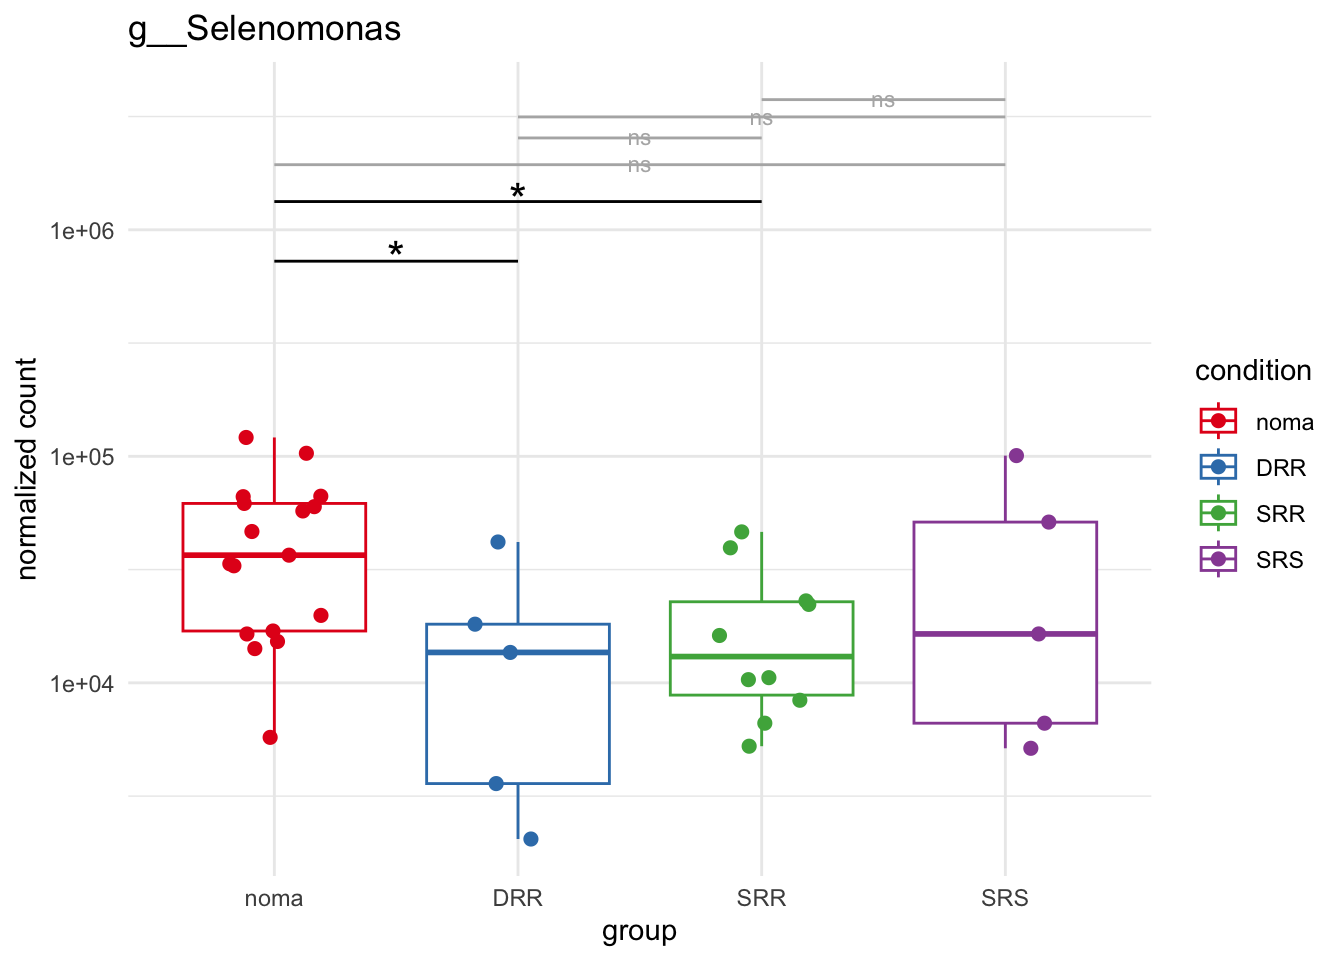 g__Selenomonas
ns
ns
ns
ns
*
*
1e+06
1e+05
1e+04
normalized count
noma DRR SRR SRS
group
condition
noma
DRR
SRR
SRS